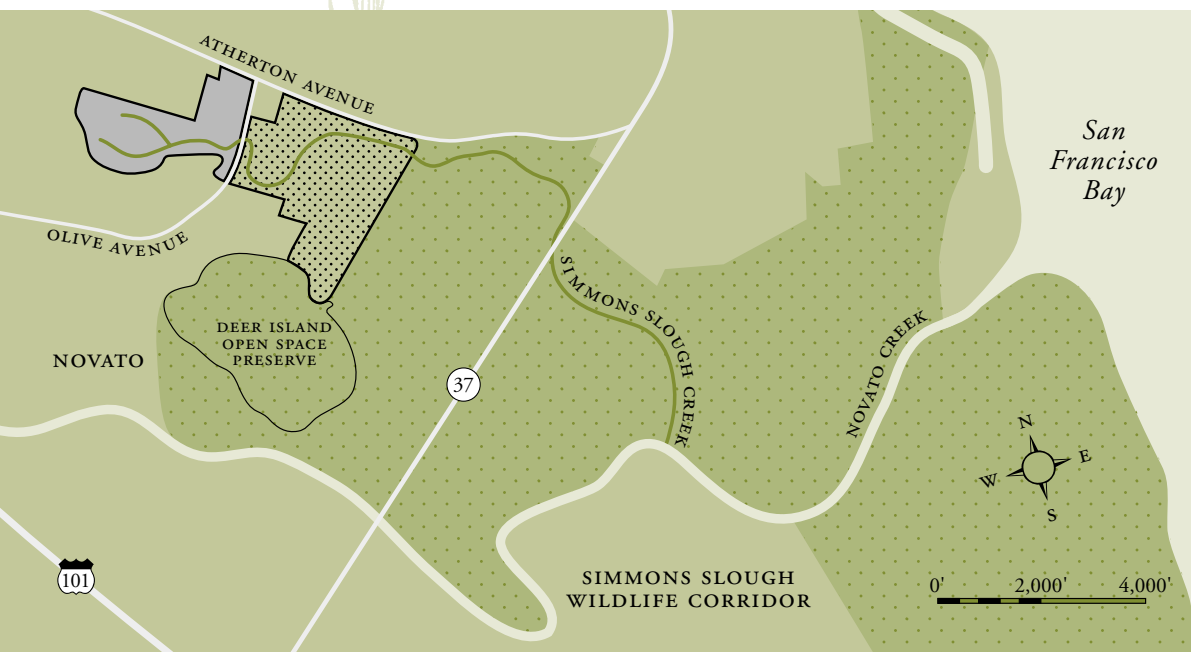 ATHERTON AVENUE
San
Francisco
Bay
OLIVE AVENUE
SIMMONS SLOUGH CREEK
DEER ISLAND
OPEN SPACE
PRESERVE
NOVATO
NOVATO CREEK
37
N
W
E
S
101
SIMMONS SLOUGH
WILDLIFE CORRIDOR
0' 2,000' 4,000'